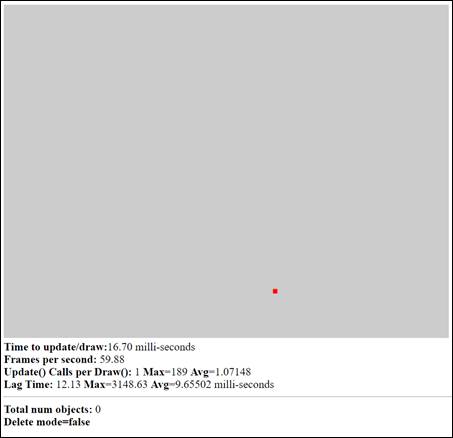 Time to update/draw:16.70 milli-seconds
Frames per second: 59.88
Update() Calls per Draw(): 1 Max=189 Avg=1.07148
Lag Time: 12.13 Max=3148.63 Avg=9.65502 milli-seconds
Total num objects: 0
Delete mode=false